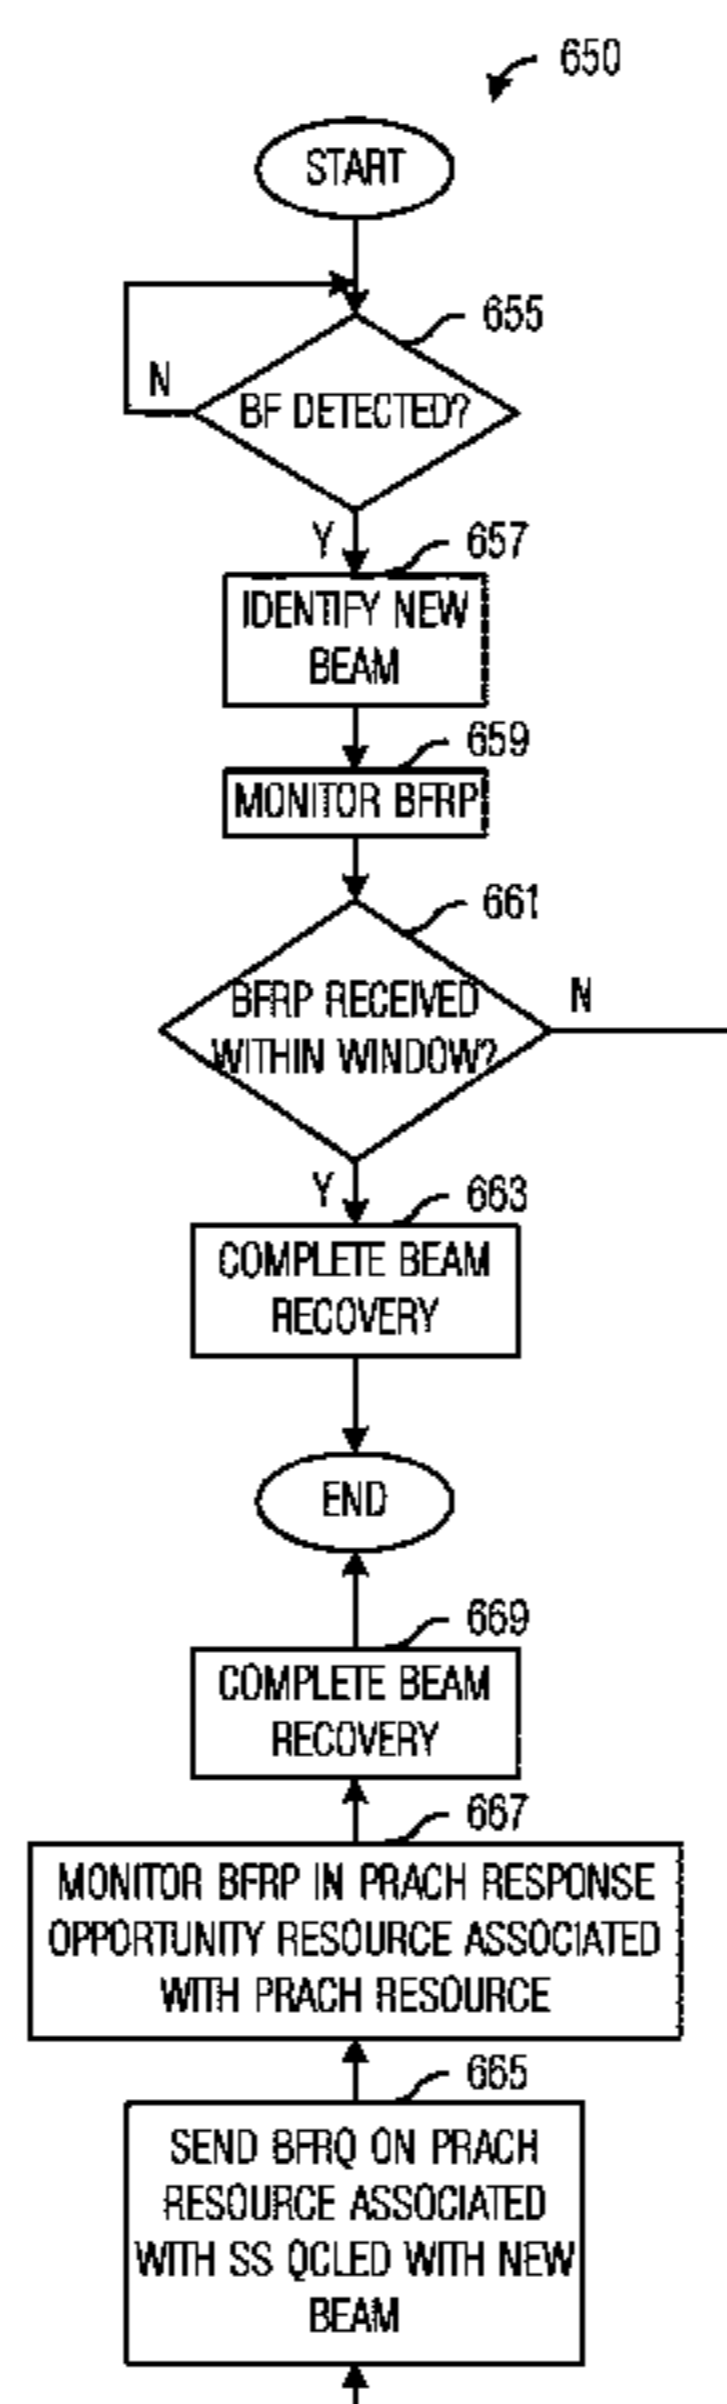 650
START
655
N
BF DETECTED?
Y
657
IDENTIFY NEW
BEAM
659
MONITOR BFRP
661
BFRP RECEIVED
WITHIN WINDOW?
N
Y
663
COMPLETE BEAM
RECOVERY
END
669
COMPLETE BEAM
RECOVERY
667
MONITOR BFRP IN PRACH RESPONSE
OPPORTUNITY RESOURCE ASSOCIATED
WITH PRACH RESOURCE
665
SEND BFRQ ON PRACH
RESOURCE ASSOCIATED
WITH SS QCLED WITH NEW
BEAM